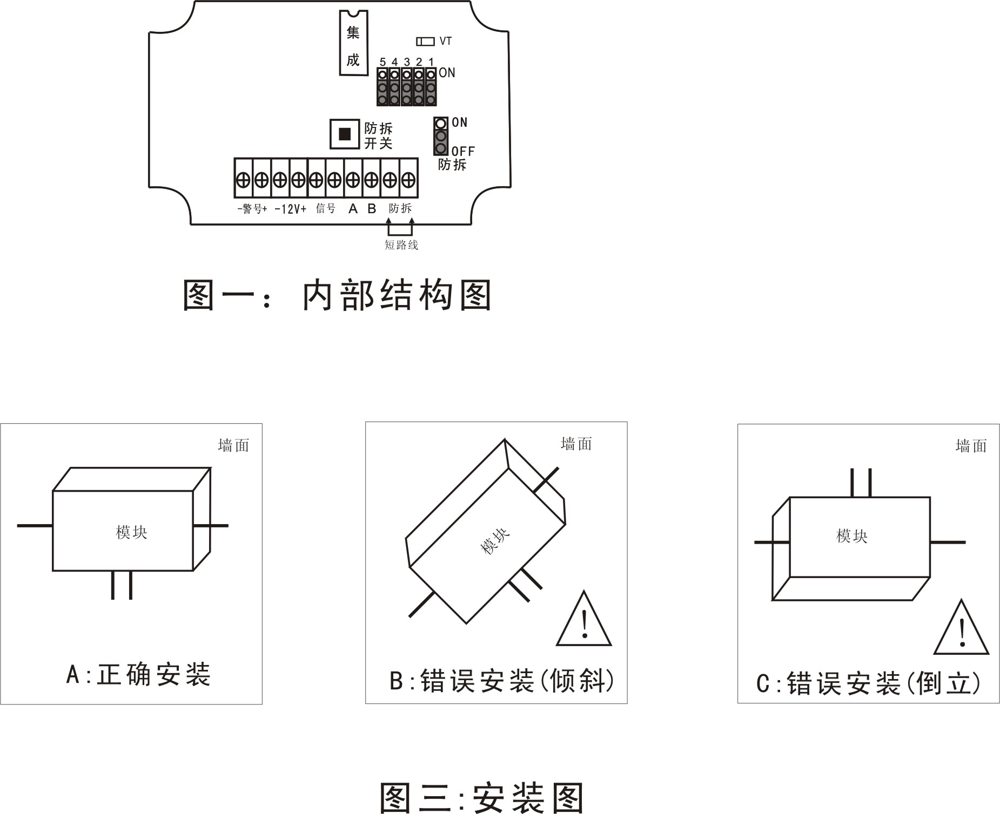 集
成
VT
5 4 3 2 1
ON
防拆
开关
ON
OFF
防拆
-警号+ -12V+ 信号 A B 防拆
短路线
图一：内部结构图
墙面
模块
A:正确安装
墙面
模块
!
B:错误安装(倾斜)
墙面
模块
!
C:错误安装(倒立)
图三:安装图